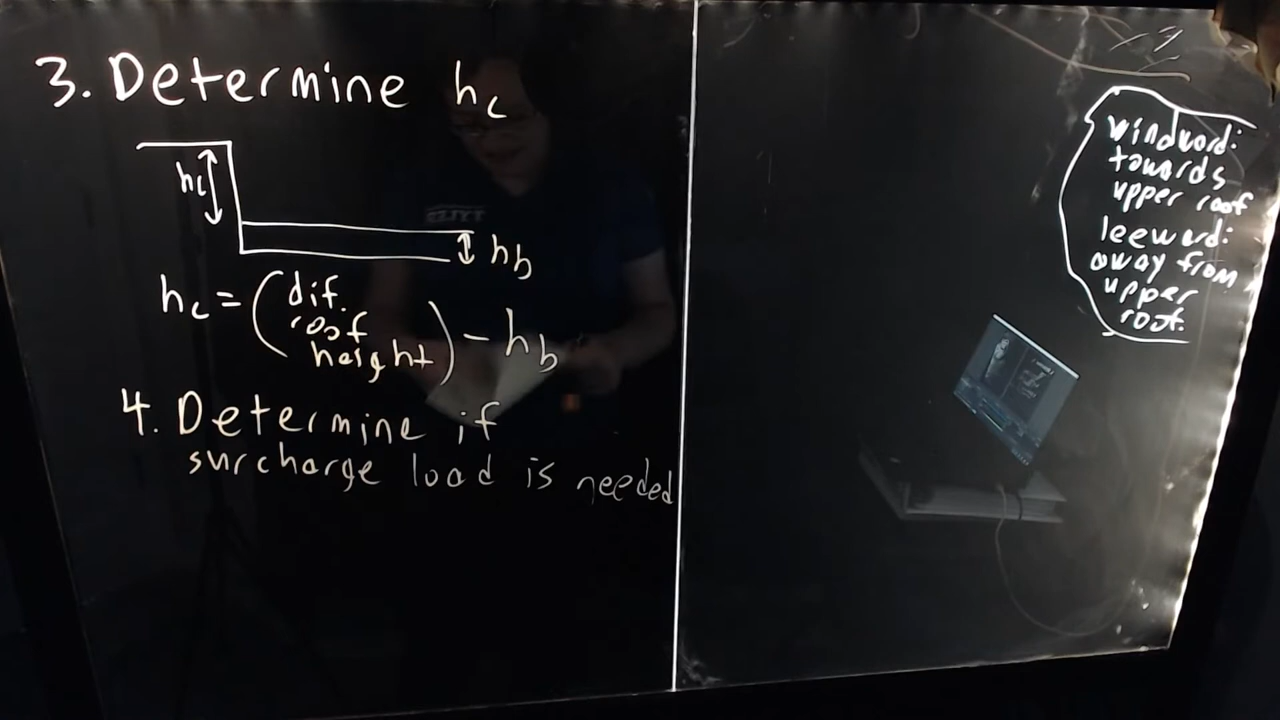 3. Determine hc
hc
hb
hc = (dif. roof height) - hb
4. Determine if
surcharge load is needed
windward:
towards
upper roof
leeward:
away from
upper
roof.